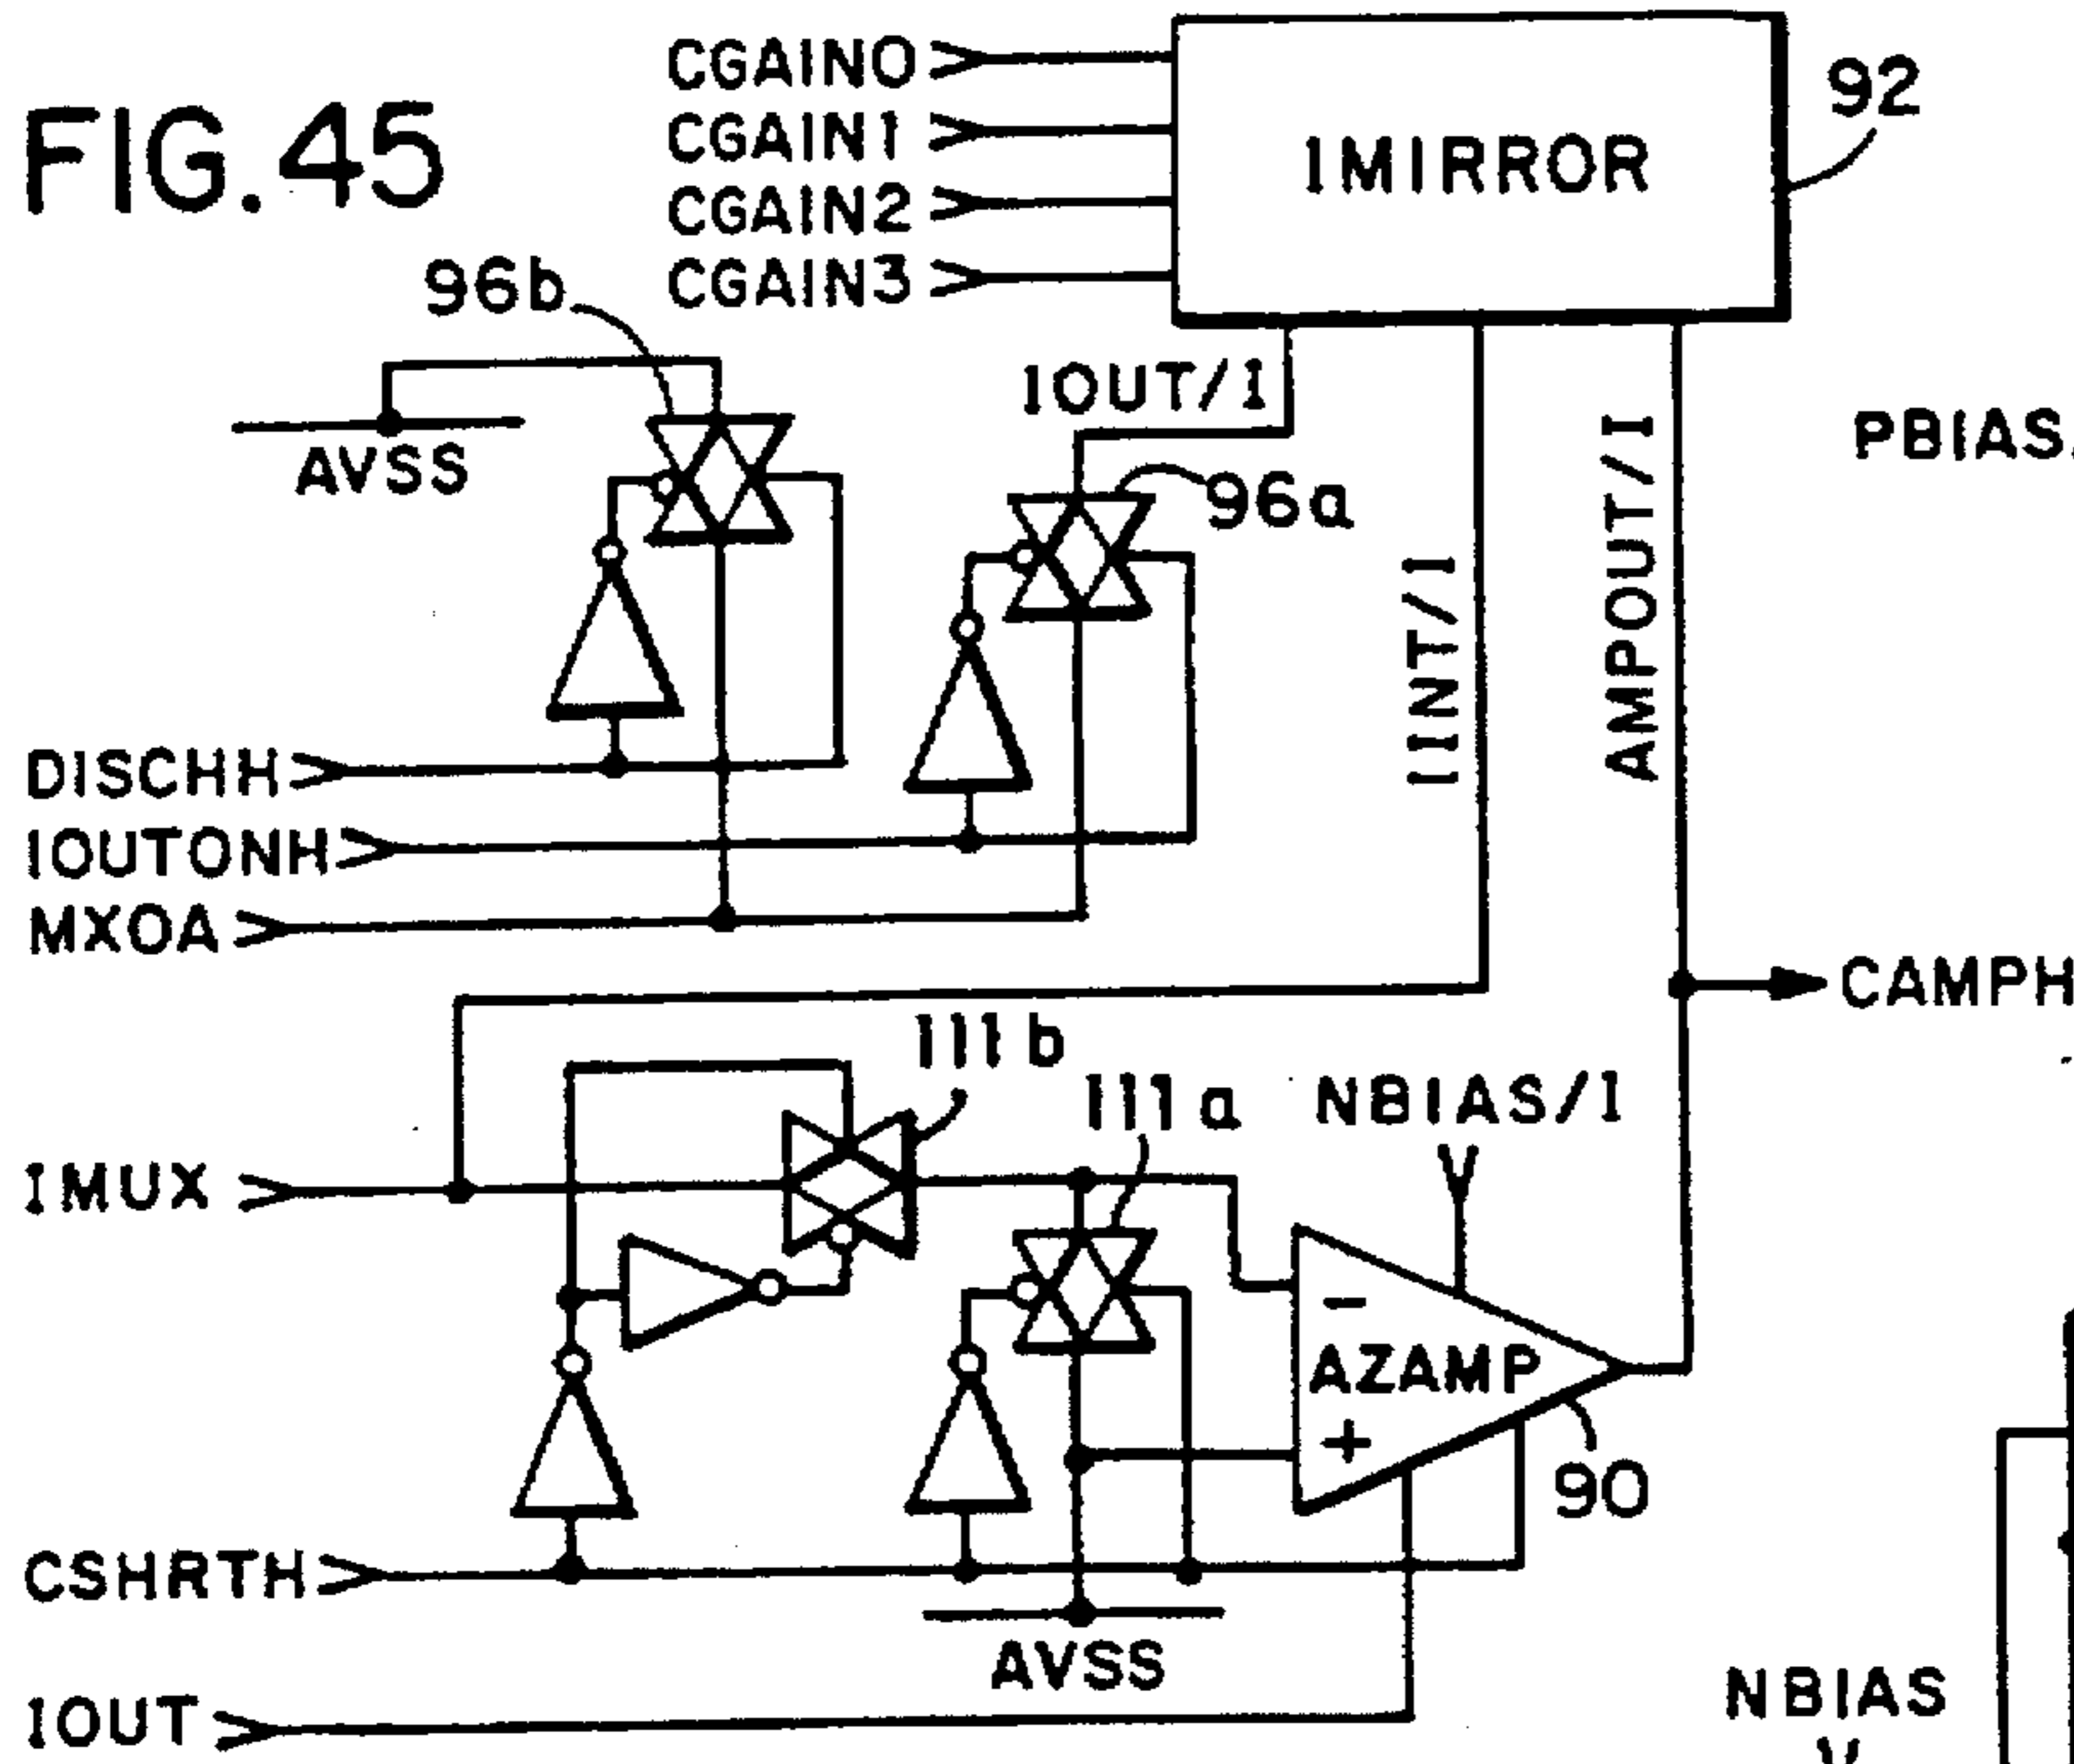 FIG. 45
CGAIN0
CGAIN1
CGAIN2
CGAIN3
IMIRROR
92
96b
AVSS
IOUT/I
96a
IINT/I
AMPOUT/I
PBIAS
DISCHH
IOUTONH
MXOA
CAMPH
111b
111a
NBIAS/I
IMUX
-
AZAMP
+
90
CSHRTH
AVSS
IOUT
NBIAS